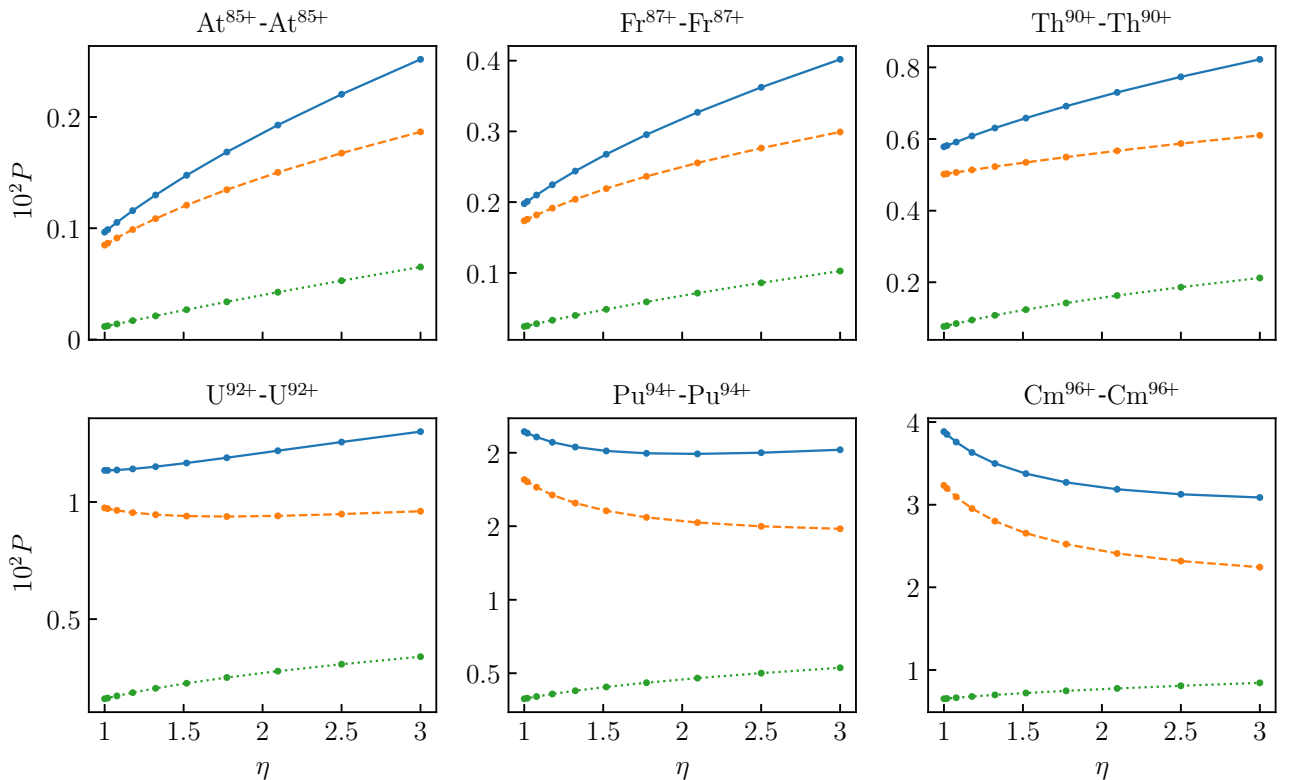 At⁸⁵⁺-At⁸⁵⁺
Fr⁸⁷⁺-Fr⁸⁷⁺
Th⁹⁰⁺-Th⁹⁰⁺
10²P
0.2
0.1
0
0.4
0.3
0.2
0.1
0.8
0.6
0.4
0.2
U⁹²⁺-U⁹²⁺
Pu⁹⁴⁺-Pu⁹⁴⁺
Cm⁹⁶⁺-Cm⁹⁶⁺
10²P
1
0.5
2
2
1
0.5
4
3
2
1
1 1.5 2 2.5 3
1 1.5 2 2.5 3
1 1.5 2 2.5 3
η
η
η